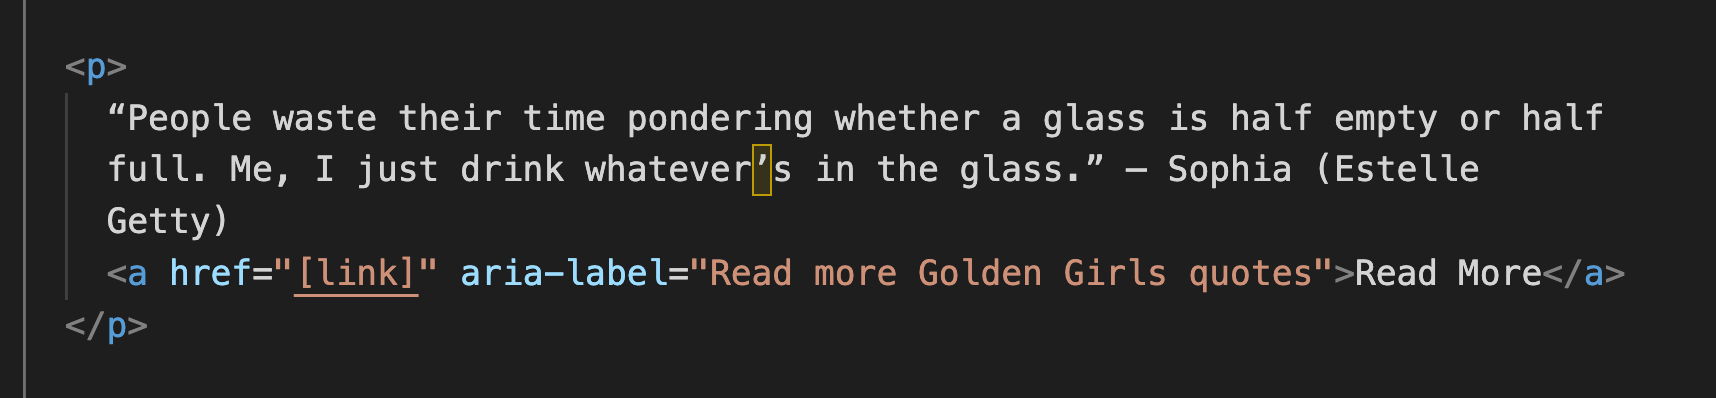 <p>
“People waste their time pondering whether a glass is half empty or half
full. Me, I just drink whatever’s in the glass.” — Sophia (Estelle
Getty)
<a href="[link]" aria-label="Read more Golden Girls quotes">Read More</a>
</p>